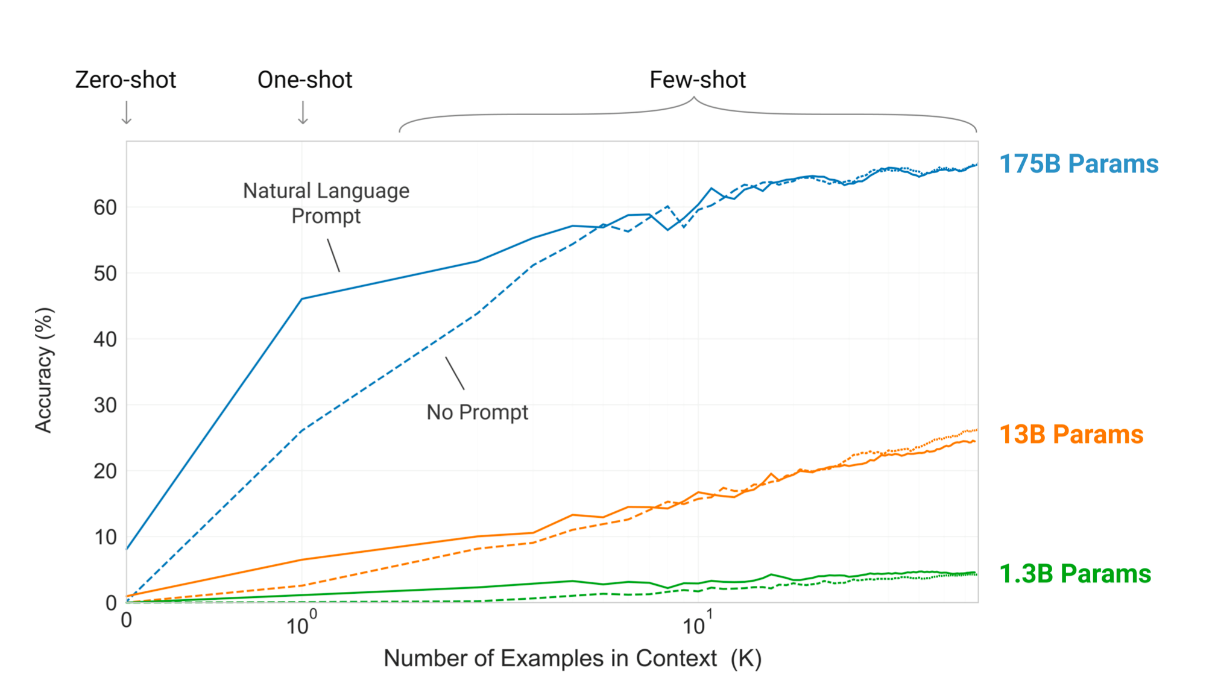 Zero-shot One-shot Few-shot
175B Params
Natural Language
Prompt
No Prompt
13B Params
1.3B Params
Accuracy (%)
60
50
40
30
20
10
0
0 10^0 10^1
Number of Examples in Context (K)